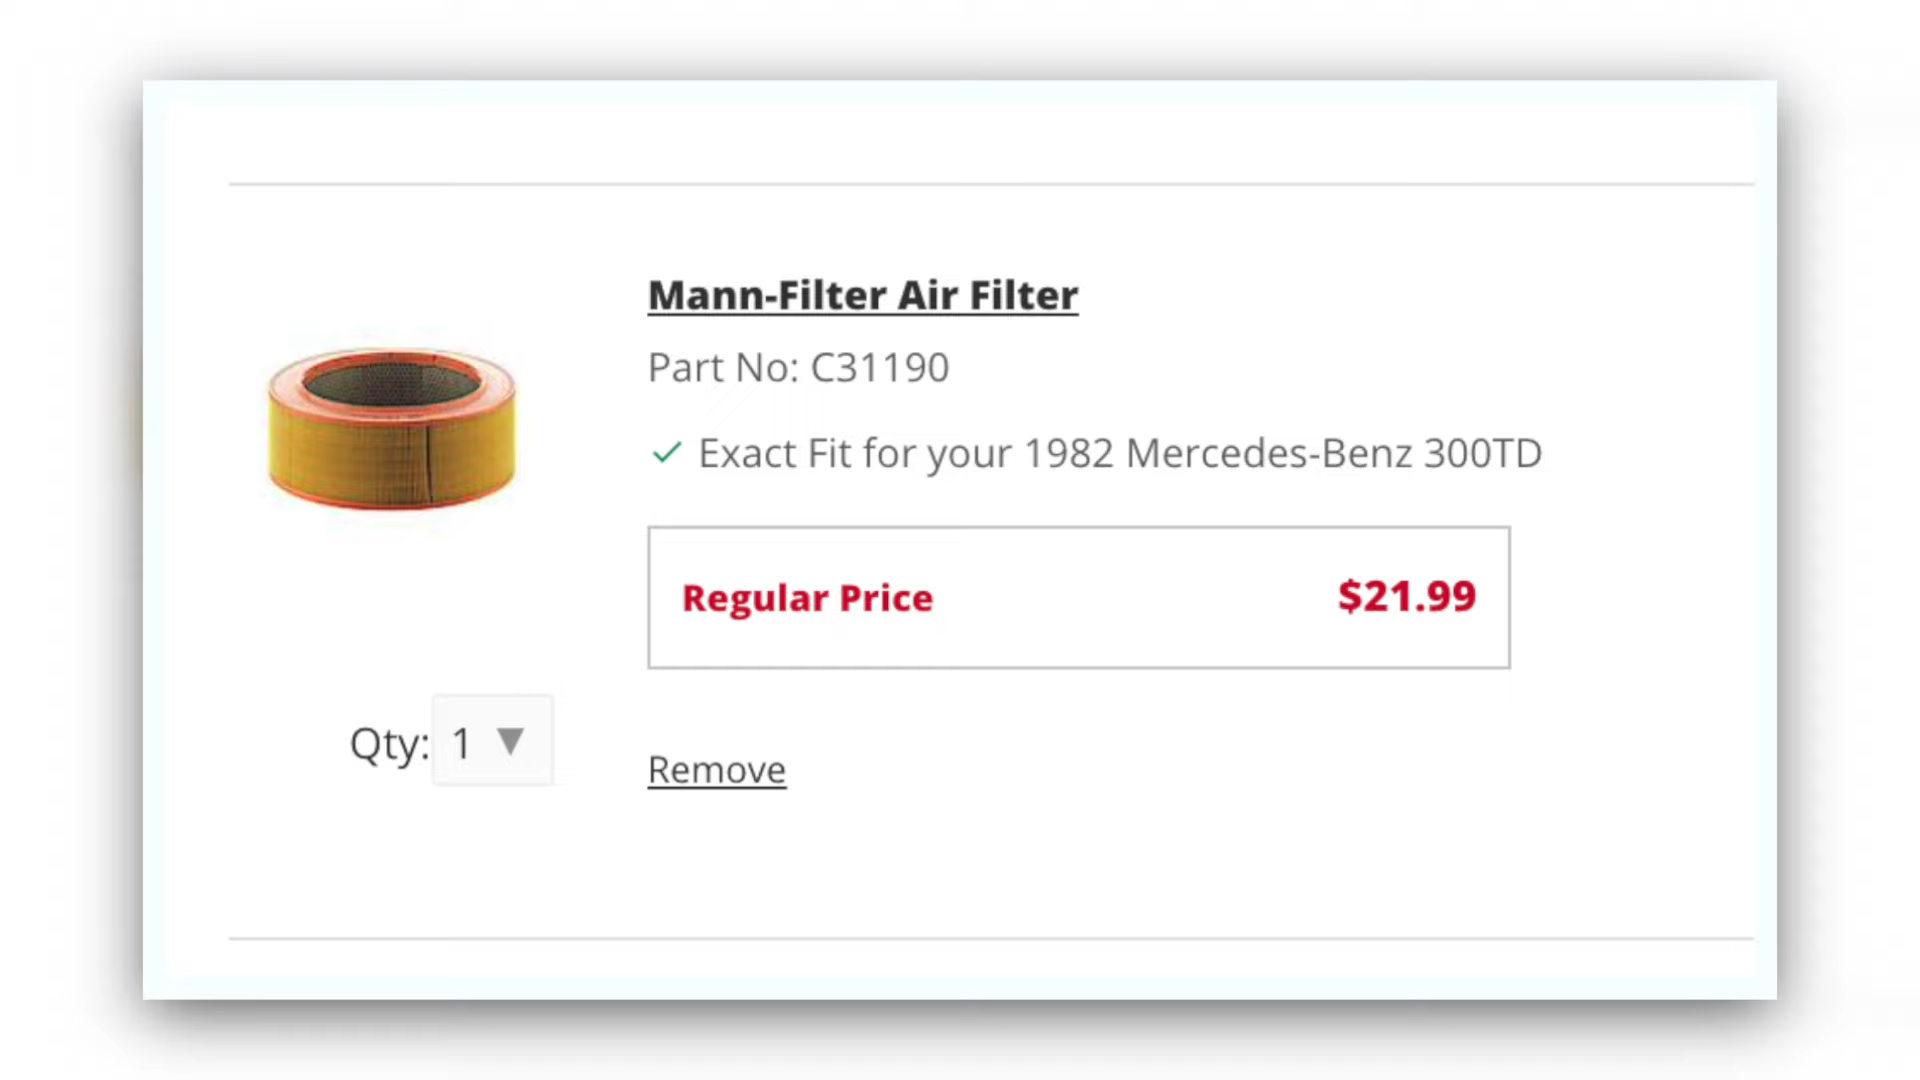 Mann-Filter Air Filter
Part No: C31190
✓ Exact Fit for your 1982 Mercedes-Benz 300TD
Regular Price $21.99
Qty: 1 ▼
Remove